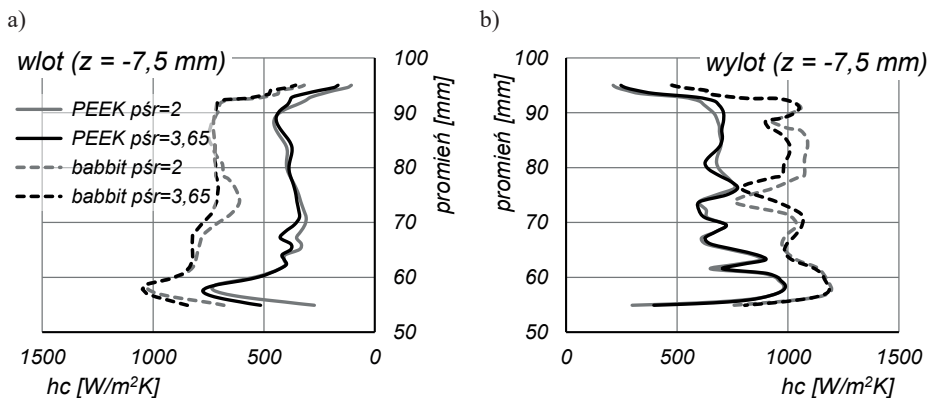 a)
wlot (z = -7,5 mm)
PEEK pśr=2
PEEK pśr=3,65
babbit pśr=2
babbit pśr=3,65
100
90
80
70
60
50
promień [mm]
1500 1000 500 0
hc [W/m²K]
b)
wylot (z = -7,5 mm)
100
90
80
70
60
50
promień [mm]
0 500 1000 1500
hc [W/m²K]